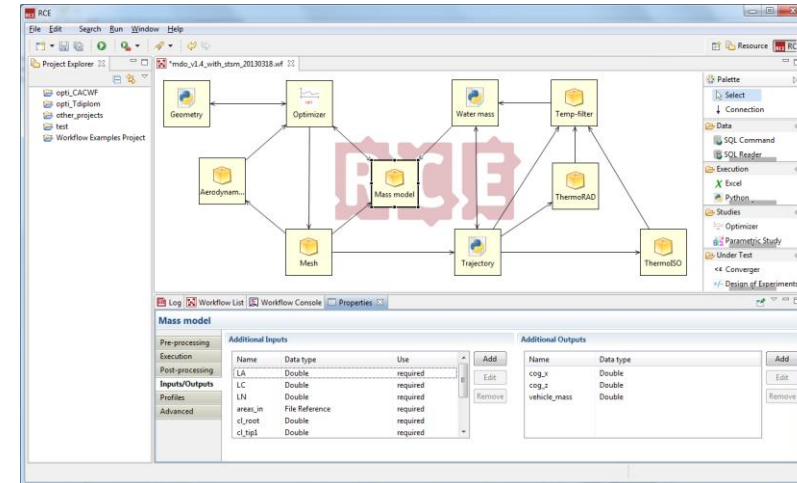 RCE
File Edit Search Run Window Help
Resource RC
Project Explorer
*mdo_v1.4_with_stsm_20130318.wf
opti_CACWF
opti_Tdiplom
other_projects
test
Workflow Examples Project
Geometry
Optimizer
Water mass
Temp-filter
Aerodynam...
Mass model
RCE
ThermoRAD
Mesh
Trajectory
ThermoISO
Palette
Select
Connection
Data
SQL Command
SQL Reader
Execution
Excel
Python
Studies
Optimizer
Parametric Study
Under Test
Converger
Design of Experiments
Log Workflow List Workflow Console Properties
Mass model
Pre-processing
Execution
Post-processing
Inputs/Outputs
Profiles
Advanced
Additional Inputs
Name Data type Use
LA Double required
LC Double required
LN Double required
areas_in File Reference required
cl_root Double required
cl_tip1 Double required
Add
Edit
Remove
Additional Outputs
Name Data type
cog_x Double
cog_z Double
vehicle_mass Double
Add
Edit
Remove